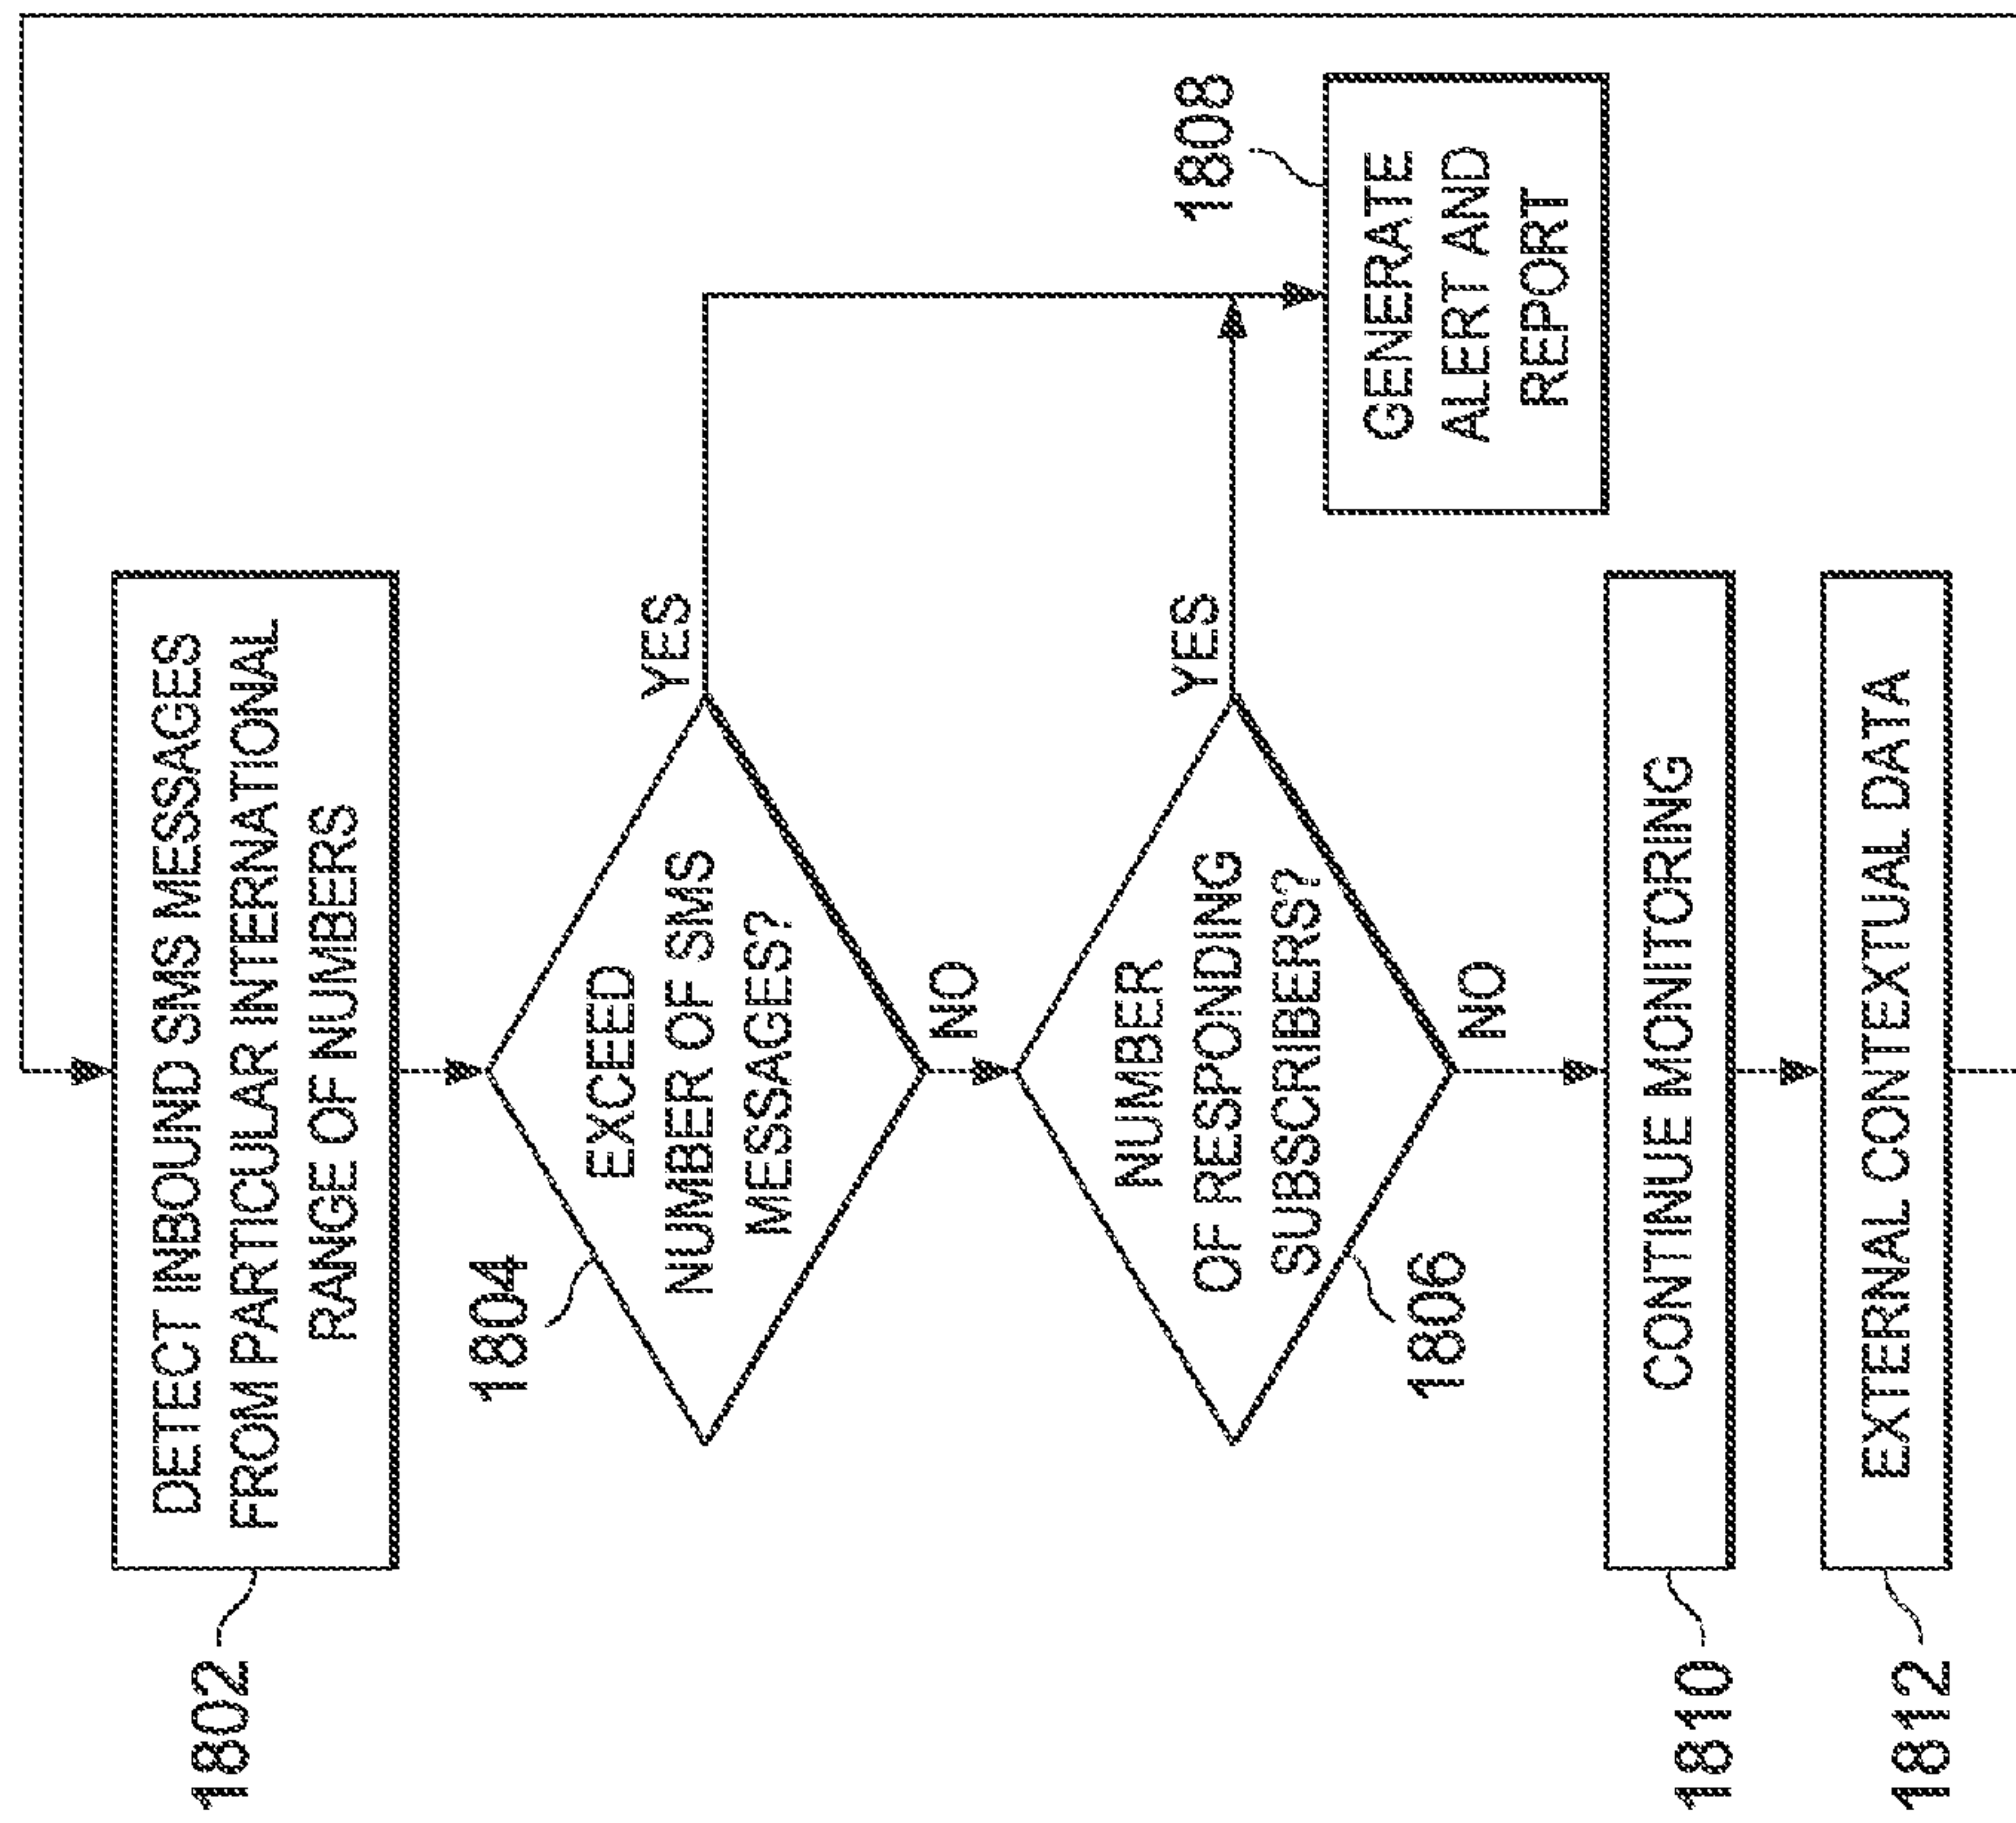 1802
DETECT INBOUND SMS MESSAGES
FROM PARTICULAR INTERNATIONAL
RANGE OF NUMBERS
1804
EXCEED
NUMBER OF SMS
MESSAGES?
YES
NO
NUMBER
OF RESPONDING
SUBSCRIBERS?
1806
YES
NO
1808
GENERATE
ALERT AND
REPORT
1810
CONTINUE MONITORING
1812
EXTERNAL CONTEXTUAL DATA